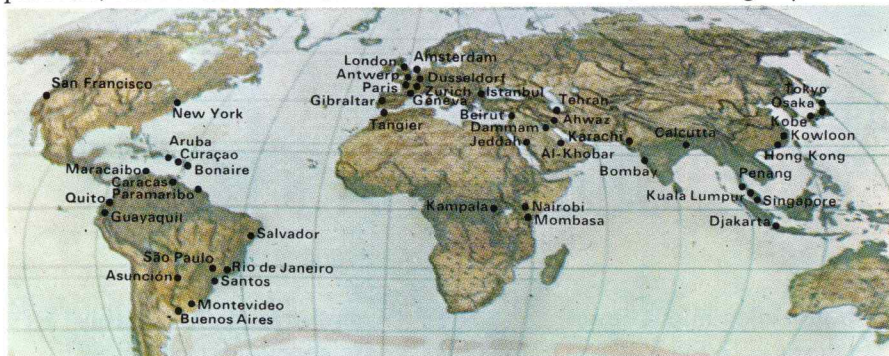 San Francisco
New York
Aruba
Curaçao
Bonaire
Maracaibo
Caracas
Paramaribo
Quito
Guayaquil
Salvador
São Paulo
Rio de Janeiro
Santos
Asunción
Montevideo
Buenos Aires
London
Amsterdam
Antwerp
Dusseldorf
Paris
Zurich
Geneva
Gibraltar
Tangier
Istanbul
Beirut
Tehran
Ahwaz
Dammam
Jeddah
Al-Khobar
Karachi
Bombay
Calcutta
Kampala
Nairobi
Mombasa
Tokyo
Osaka
Kobe
Kowloon
Hong Kong
Penang
Kuala Lumpur
Singapore
Djakarta